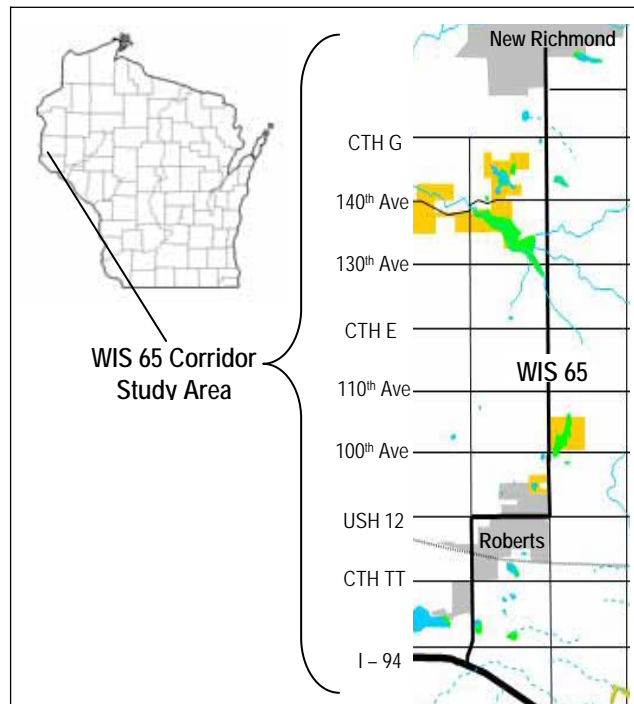 New Richmond
CTH G
140th Ave
130th Ave
CTH E
WIS 65 Corridor
Study Area
WIS 65
110th Ave
100th Ave
USH 12
Roberts
CTH TT
I – 94